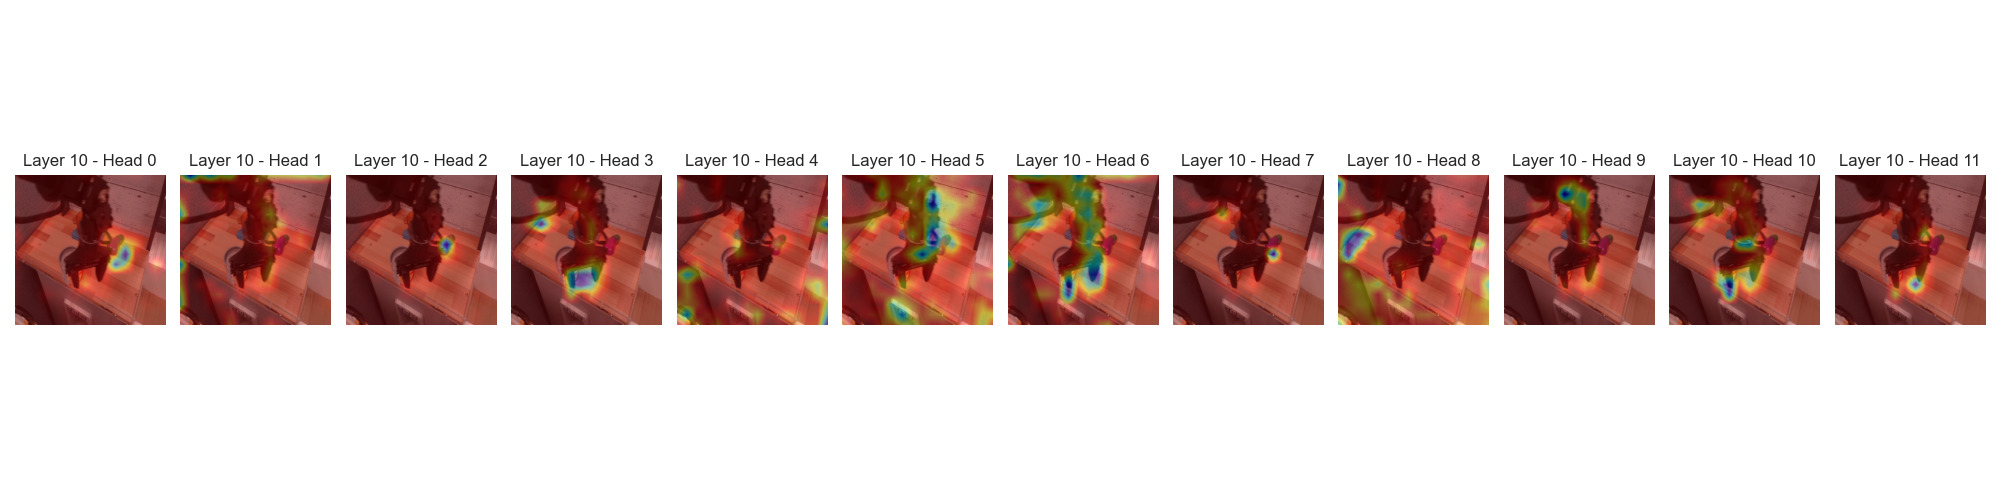 Layer 10 - Head 0
Layer 10 - Head 1
Layer 10 - Head 2
Layer 10 - Head 3
Layer 10 - Head 4
Layer 10 - Head 5
Layer 10 - Head 6
Layer 10 - Head 7
Layer 10 - Head 8
Layer 10 - Head 9
Layer 10 - Head 10
Layer 10 - Head 11